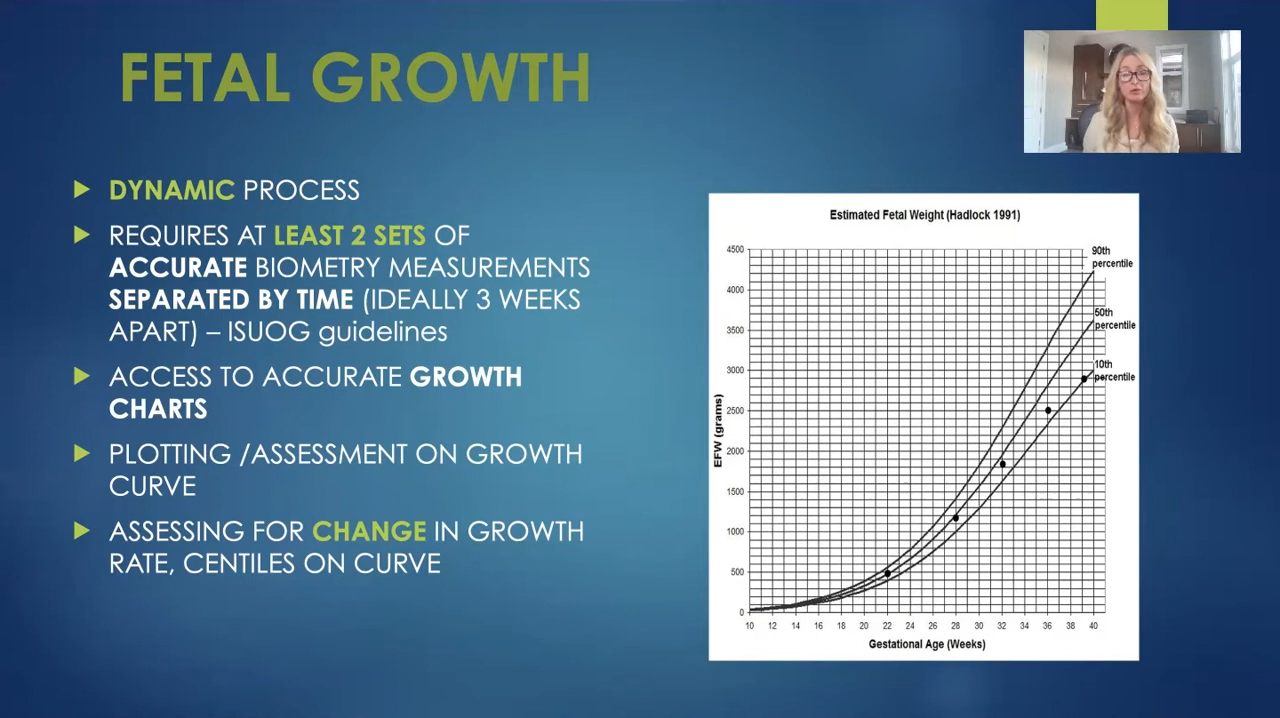 FETAL GROWTH
DYNAMIC PROCESS
REQUIRES AT LEAST 2 SETS OF
ACCURATE BIOMETRY MEASUREMENTS
SEPARATED BY TIME (IDEALLY 3 WEEKS
APART) – ISUOG guidelines
ACCESS TO ACCURATE GROWTH
CHARTS
PLOTTING /ASSESSMENT ON GROWTH
CURVE
ASSESSING FOR CHANGE IN GROWTH
RATE, CENTILES ON CURVE
Estimated Fetal Weight (Hadlock 1991)
90th
percentile
50th
percentile
10th
percentile
EFW (grams)
4500
4000
3500
3000
2500
2000
1500
1000
500
0
10 12 14 16 18 20 22 24 26 28 30 32 34 36 38 40
Gestational Age (Weeks)